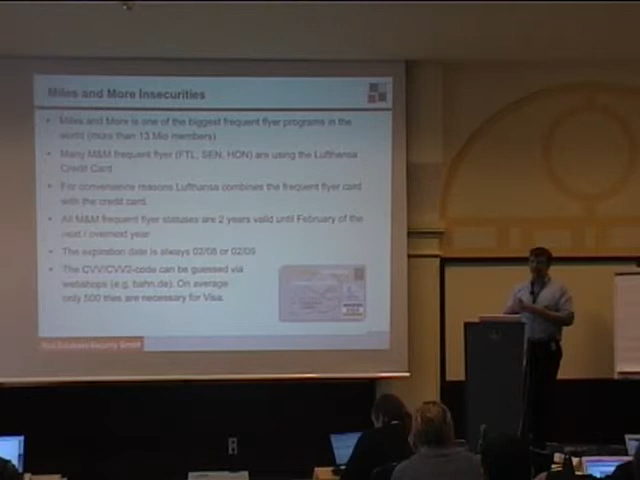 Miles and More Insecurities
• Miles and More is one of the biggest frequent flyer programs in the
world (more than 13 Mio members)
• Many M&M frequent flyer (FTL, SEN, HON) are using the Lufthansa
Credit Card
• For convenience reasons Lufthansa combines the frequent flyer card
with the credit card.
• All M&M frequent flyer statuses are 2 years valid until February of the
next / overnext year
• The expiration date is always 02/08 or 02/09
• The CVV/CVV2-code can be guessed via
webshops (e.g. bahn.de). On average
only 500 tries are necessary for Visa.
Red-Database-Security GmbH